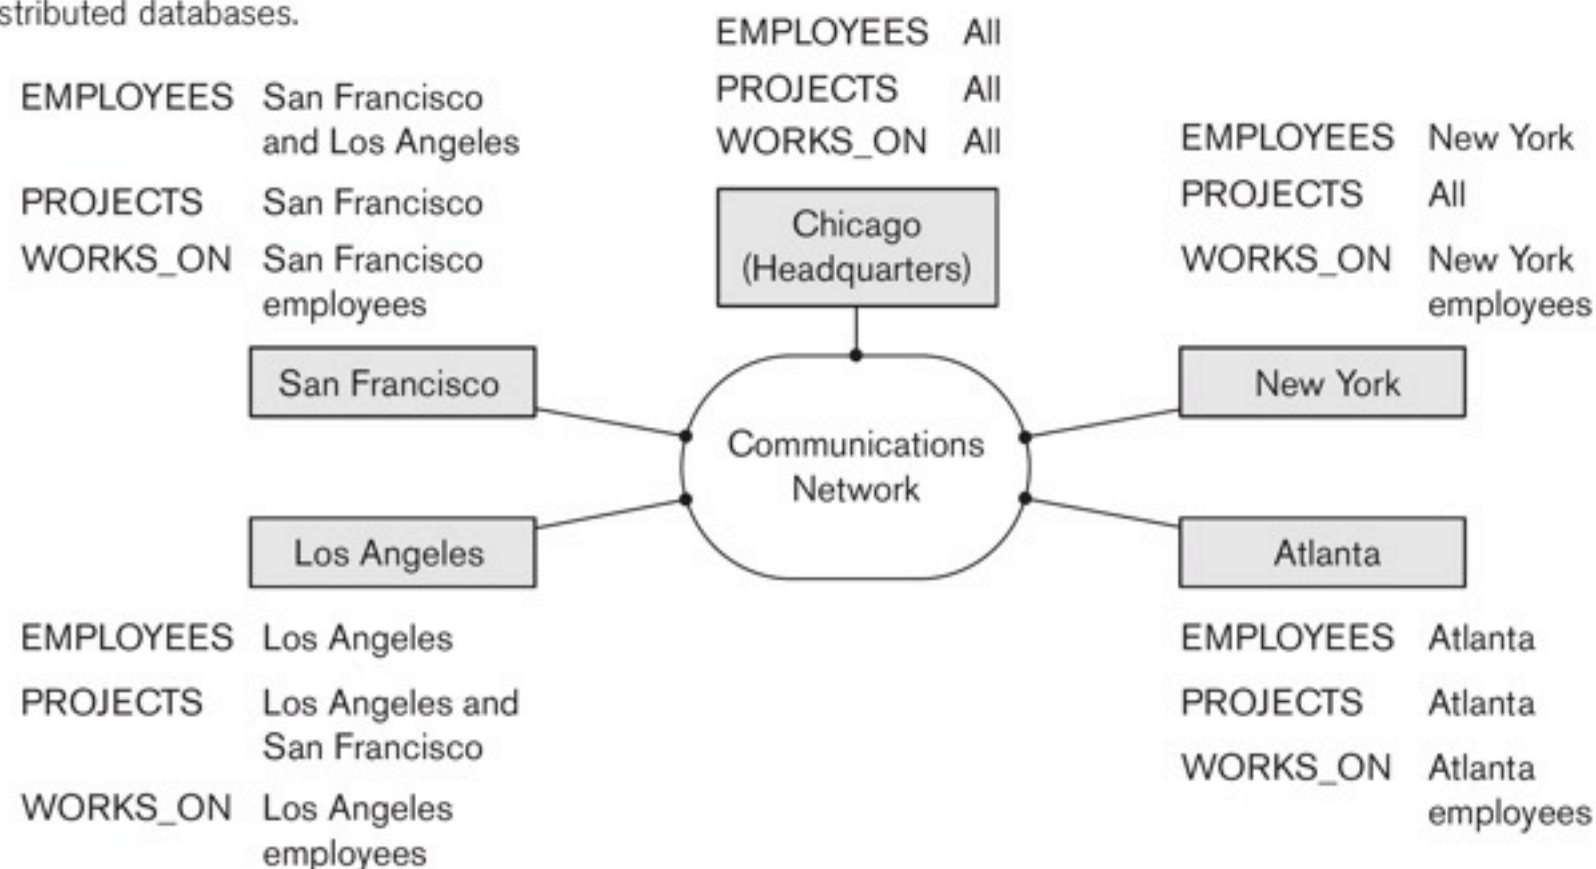 stributed databases.
EMPLOYEES All
PROJECTS All
WORKS_ON All
EMPLOYEES San Francisco
and Los Angeles
PROJECTS San Francisco
WORKS_ON San Francisco
employees
EMPLOYEES New York
PROJECTS All
WORKS_ON New York
employees
Chicago
(Headquarters)
San Francisco
New York
Communications
Network
Los Angeles
Atlanta
EMPLOYEES Los Angeles
PROJECTS Los Angeles and
San Francisco
WORKS_ON Los Angeles
employees
EMPLOYEES Atlanta
PROJECTS Atlanta
WORKS_ON Atlanta
employees